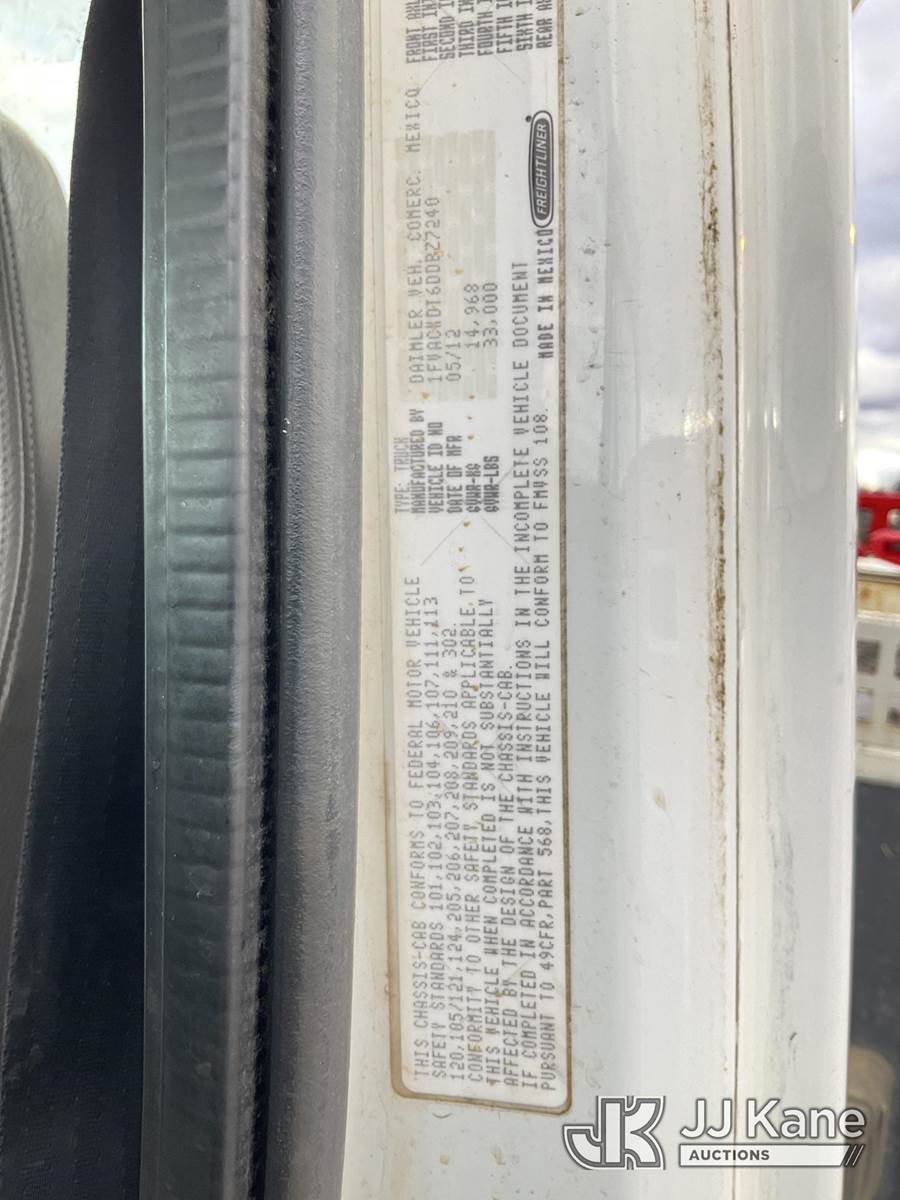 THIS CHASSIS-CAB CONFORMS TO FEDERAL MOTOR VEHICLE
SAFETY STANDARDS 101,102,103,104,106,107,111,113
120,105/121,124,205,206,207,208,209,210 & 302.
CONFORMITY TO OTHER SAFETY STANDARDS APPLICABLE TO
THIS VEHICLE WHEN COMPLETED IS NOT SUBSTANTIALLY
AFFECTED BY THE DESIGN OF THE CHASSIS-CAB.
IF COMPLETED IN ACCORDANCE WITH INSTRUCTIONS IN THE INCOMPLETE VEHICLE DOCUMENT
PURSUANT TO 49CFR,PART 568,THIS VEHICLE WILL CONFORM TO FMVSS 108. MADE IN MEXICO
TYPE: TRUCK
MANUFACTURED BY DAIMLER VEH. COMERC. MEXICO
VEHICLE ID NO
DATE OF MFR 05/12
GVWR-KG 14,968
GVWR-LBS 33,000
FREIGHTLINER
FRONT
FIRST
SECOND
THIRD
FOURTH
FIFTH
SIXTH
REAR
JK JJ Kane
AUCTIONS